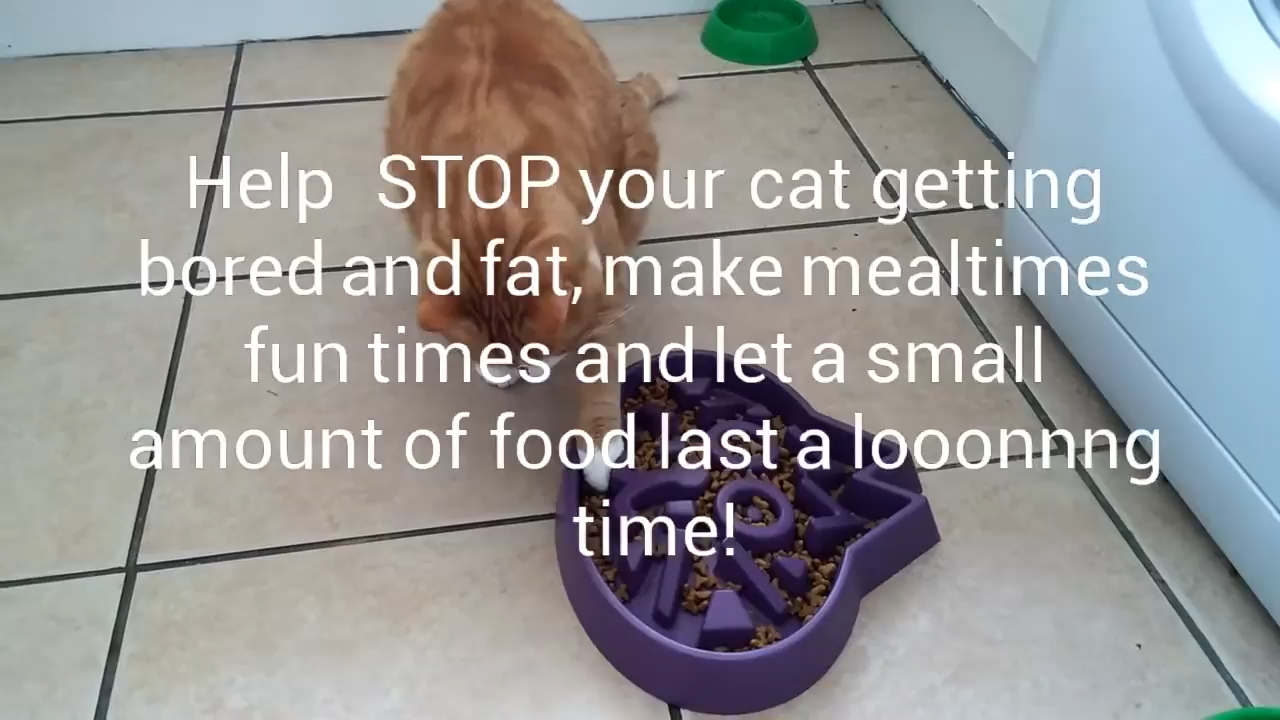 Help  STOP your cat getting
bored and fat, make mealtimes
fun times and let a small
amount of food last a looonnng
time!